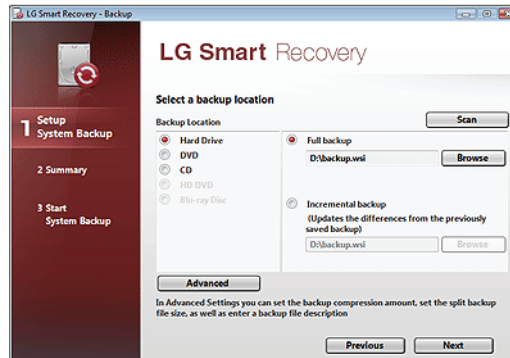 LG Smart Recovery - Backup
LG Smart Recovery
1 Setup
System Backup
2 Summary
3 Start
System Backup
Select a backup location
Backup Location
Scan
Hard Drive
DVD
CD
HD DVD
Blu-ray Disc
Full backup
D:\backup.wsi
Browse
Incremental backup
(Updates the differences from the previously
saved backup)
D:\backup.wsi
Browse
Advanced
In Advanced Settings you can set the backup compression amount, set the split backup
file size, as well as enter a backup file description
Previous
Next